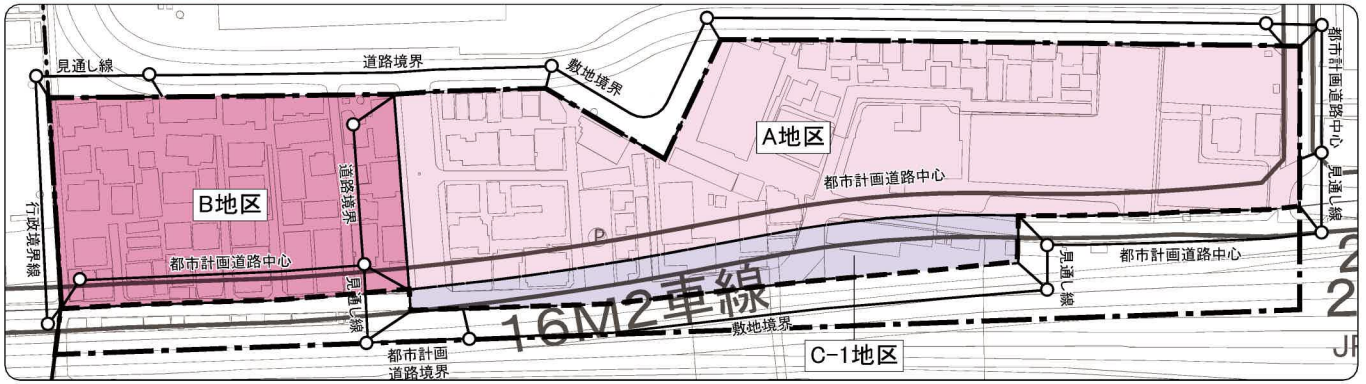 見通し線
道路境界
敷地境界
都市計画道路中心
A地区
都市計画道路中心
道路境界
B地区
見通し線
行政境界線
P
都市計画道路中心
都市計画道路中心
見通し線
見通し線
16M2車線
敷地境界
2
2
都市計画
道路境界
C-1地区